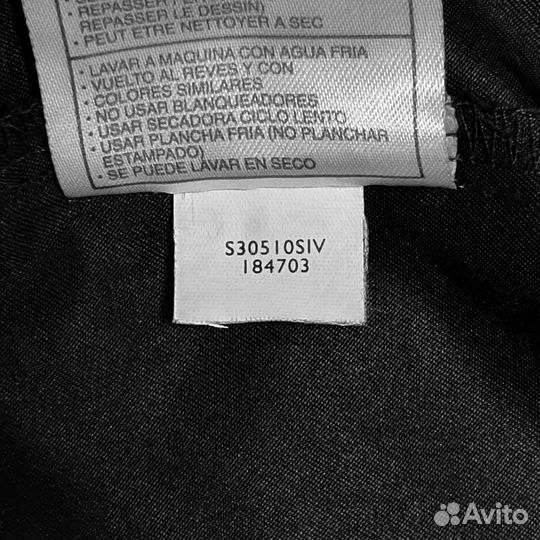 REPASSER LE
REPASSER LE DESSIN)
• PEUT ETRE NETTOYER A SEC
• LAVAR A MAQUINA CON AGUA FRIA
• VUELTO AL REVES Y CON
• COLORES SIMILARES
• NO USAR BLANQUEADORES
• USAR SECADORA CICLO LENTO
• USAR PLANCHA FRIA (NO PLANCHAR
ESTAMPADO)
• SE PUEDE LAVAR EN SECO
S30510SIV
184703
Avito